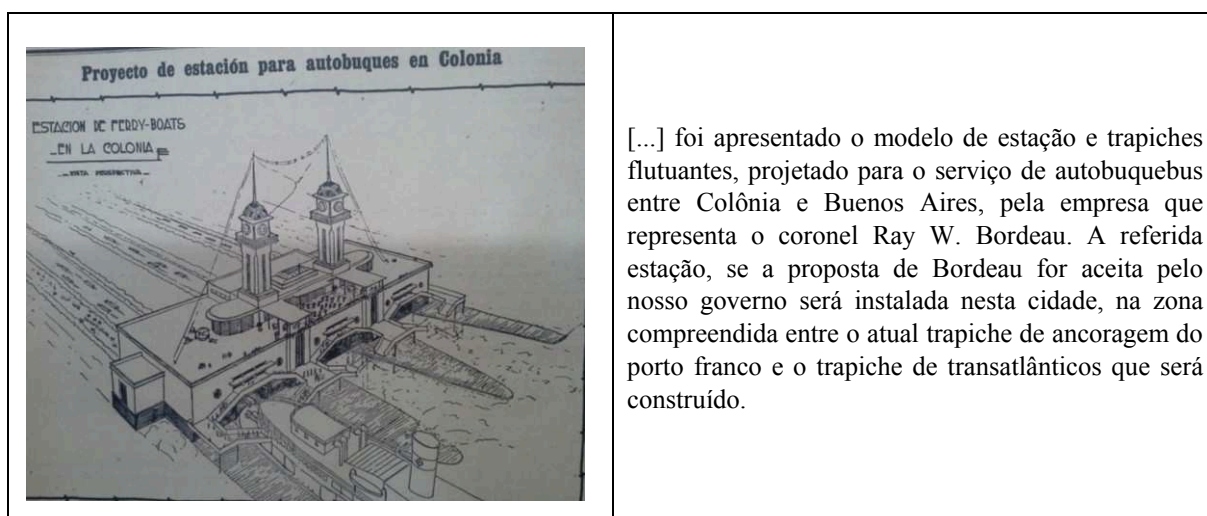 Proyecto de estación para autobuques en Colonia
ESTACION DE FERRY-BOATS
EN LA COLONIA
VISTA PERSPECTIVA
[...] foi apresentado o modelo de estação e trapiches
flutuantes, projetado para o serviço de autobuquebus
entre Colônia e Buenos Aires, pela empresa que
representa o coronel Ray W. Bordeau. A referida
estação, se a proposta de Bordeau for aceita pelo
nosso governo será instalada nesta cidade, na zona
compreendida entre o atual trapiche de ancoragem do
porto franco e o trapiche de transatlânticos que será
construído.